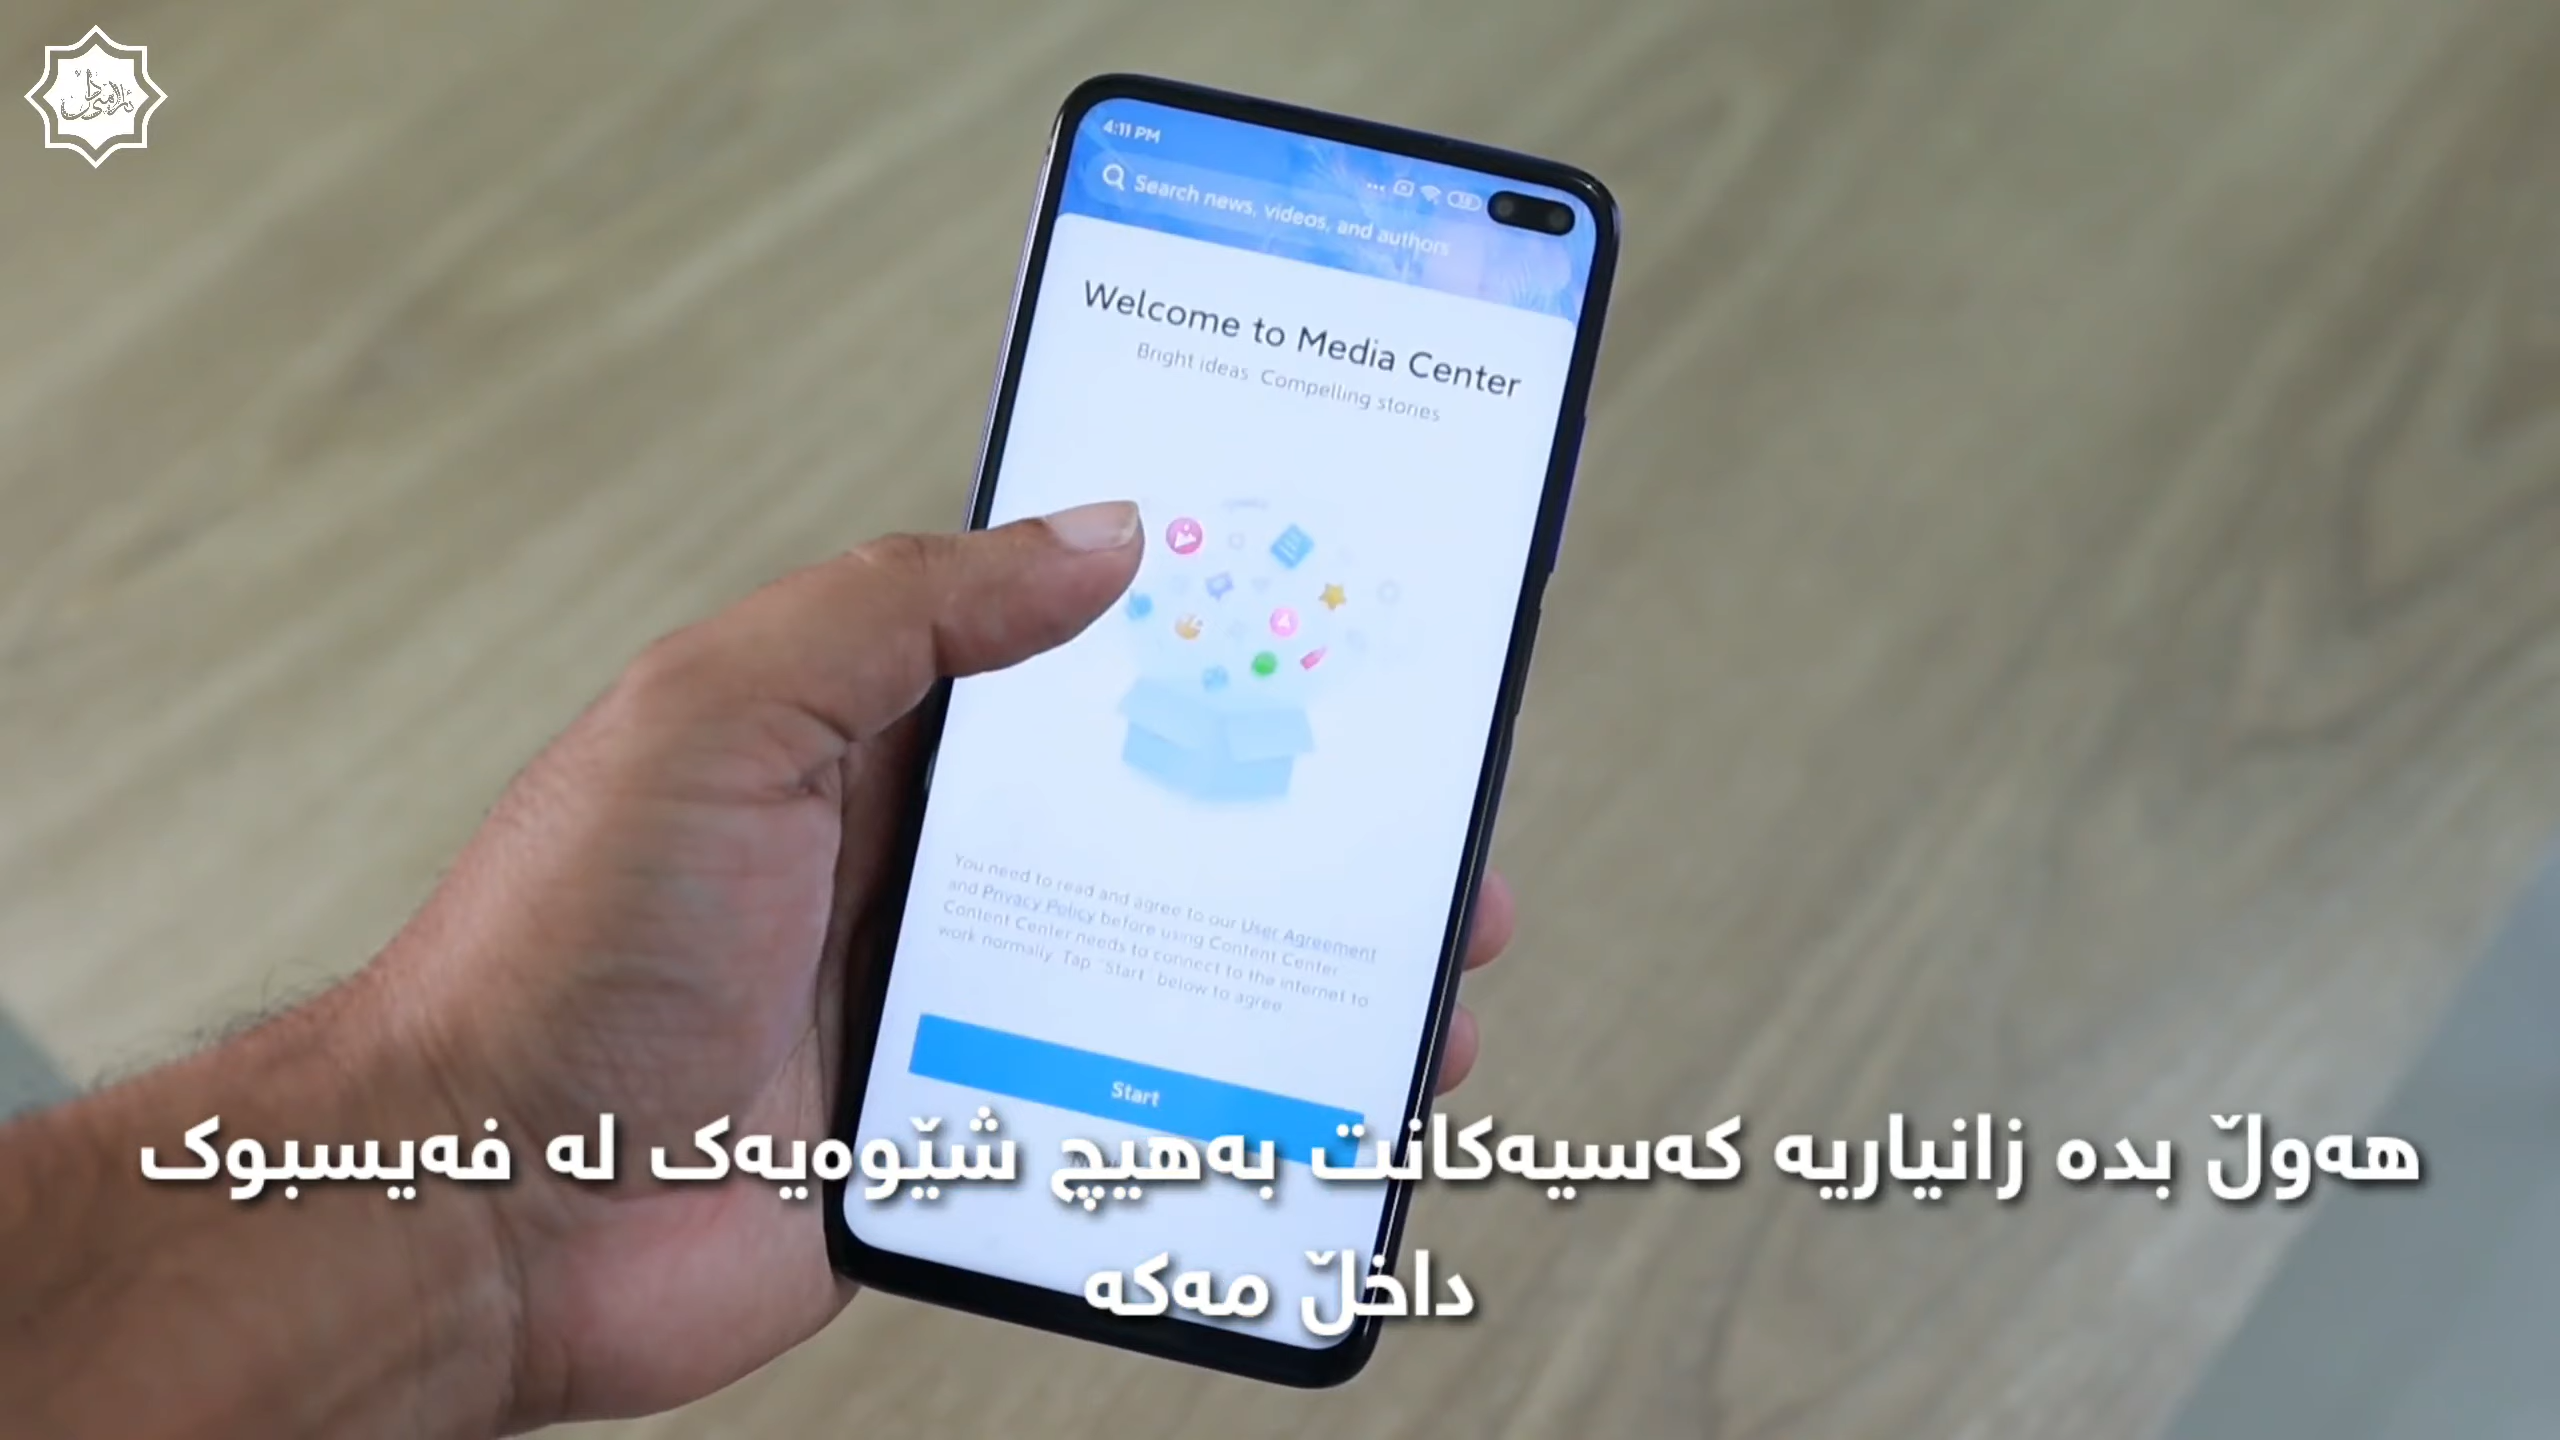 4:11 PM
Search news, videos, and authors
Welcome to Media Center
Bright ideas Compelling stories
You need to read and agree to our User Agreement
and Privacy Policy before using Content Center
Content Center needs to connect to the internet to
work normally. Tap "Start" below to agree
Start
هەوڵ بدە زانیاریە کەسیەکانت بەهیچ شێوەیەک لە فەیسبوک
داخڵ مەکە